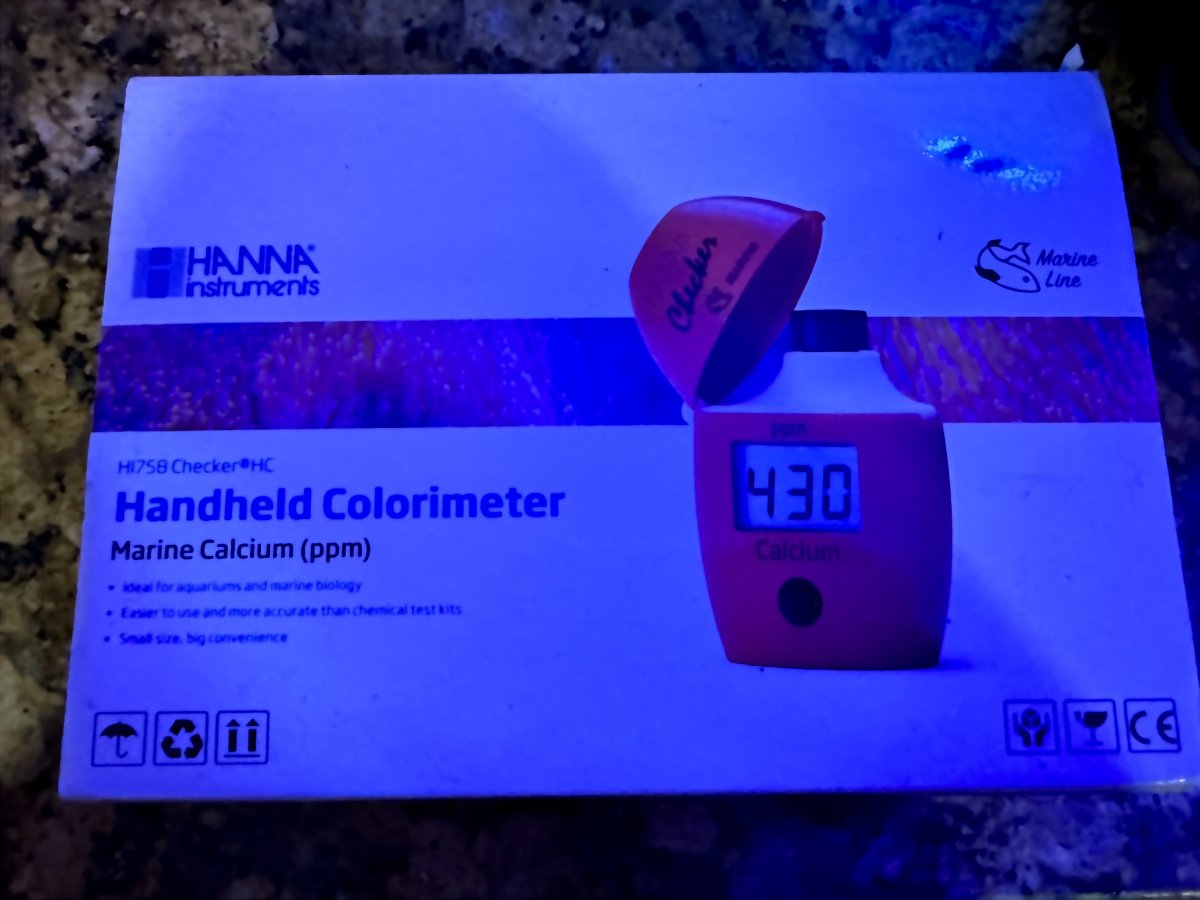 HANNA®
instruments
Checker
Marine
Line
ppm
430
Calcium
HI758 Checker®HC
Handheld Colorimeter
Marine Calcium (ppm)
• Ideal for aquariums and marine biology
• Easier to use and more accurate than chemical test kits
• Small size, big convenience
CE